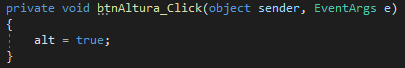 private void btnAltura_Click(object sender, EventArgs e)
{
    alt = true;
}